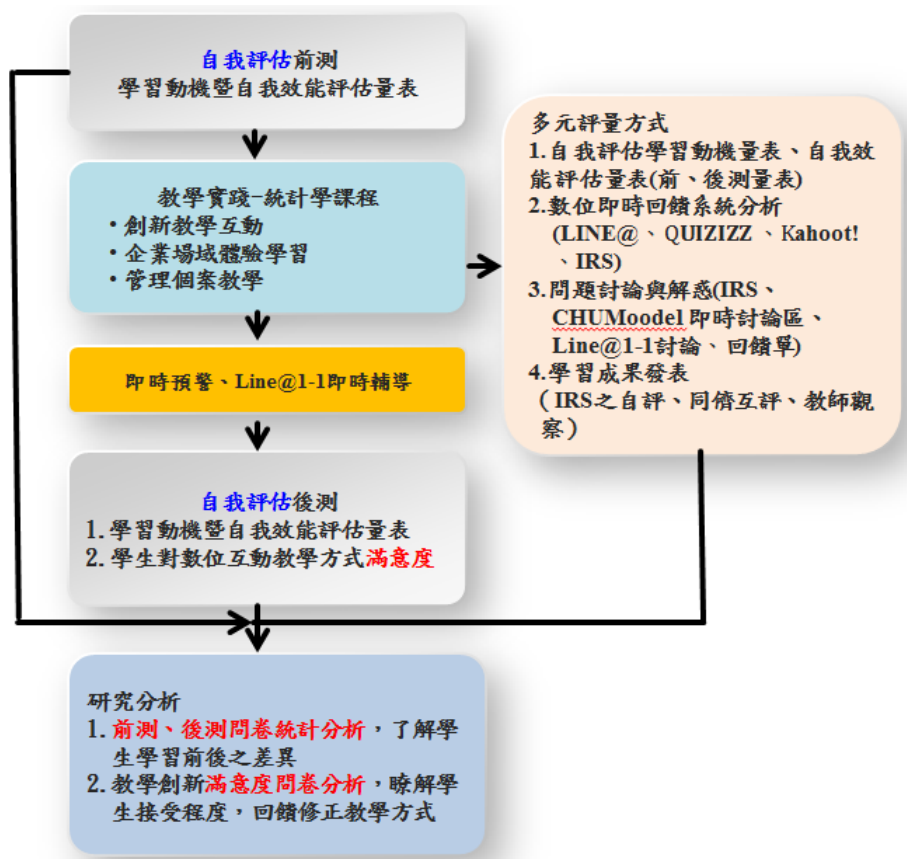 自我評估前測
學習動機暨自我效能評估量表
教學實踐-統計學課程
•創新教學互動
•企業場域體驗學習
•管理個案教學
即時預警、Line@1-1即時輔導
自我評估後測
1.學習動機暨自我效能評估量表
2.學生對數位互動教學方式滿意度
多元評量方式
1.自我評估學習動機量表、自我效
能評估量表(前、後測量表)
2.數位即時回饋系統分析
(LINE@、QUIZIZZ、Kahoot!
、IRS)
3.問題討論與解惑(IRS、
CHUMoodel即時討論區、
Line@1-1討論、回饋單)
4.學習成果發表
（IRS之自評、同儕互評、教師觀
察）
研究分析
1.前測、後測問卷統計分析，了解學
生學習前後之差異
2.教學創新滿意度問卷分析，瞭解學
生接受程度，回饋修正教學方式